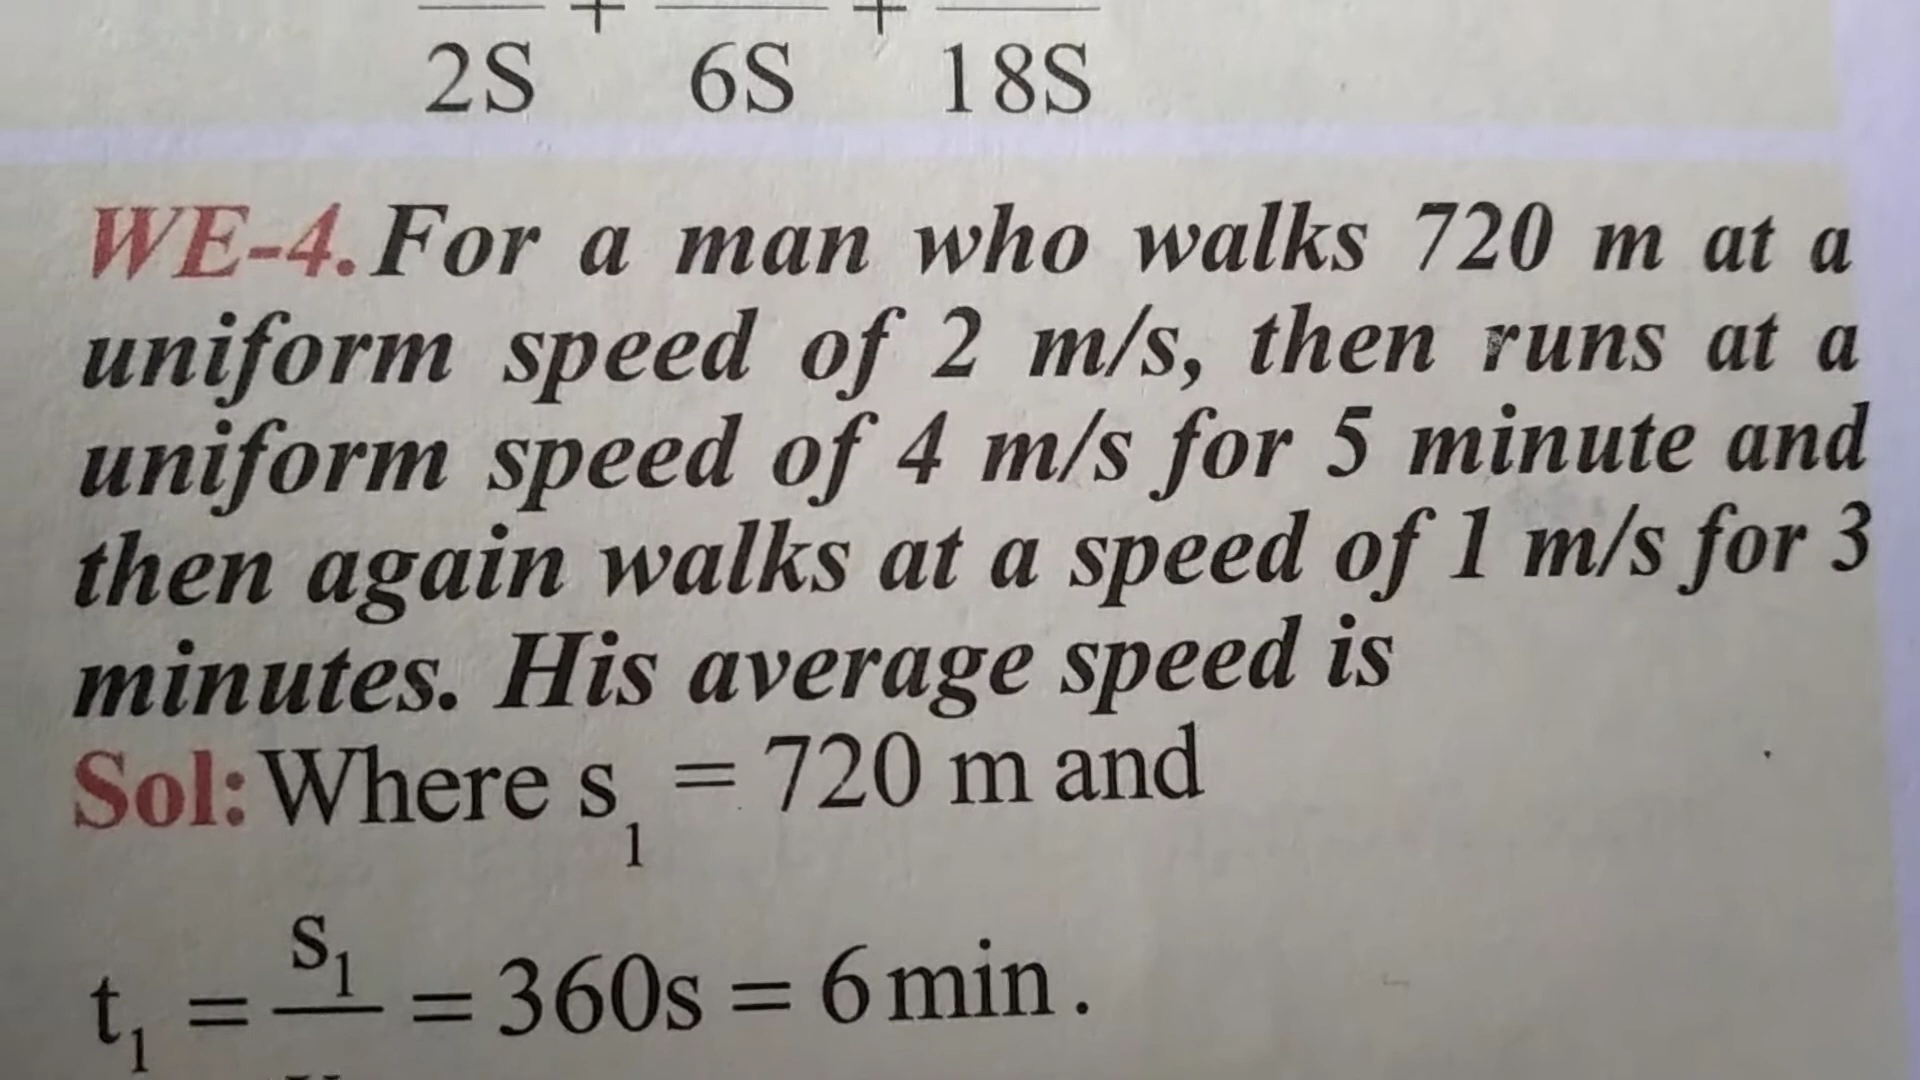 2S + 6S + 18S
WE-4. For a man who walks 720 m at a
uniform speed of 2 m/s, then runs at a
uniform speed of 4 m/s for 5 minute and
then again walks at a speed of 1 m/s for 3
minutes. His average speed is
Sol: Where s₁ = 720 m and
t₁ = s₁/ = 360s = 6 min.